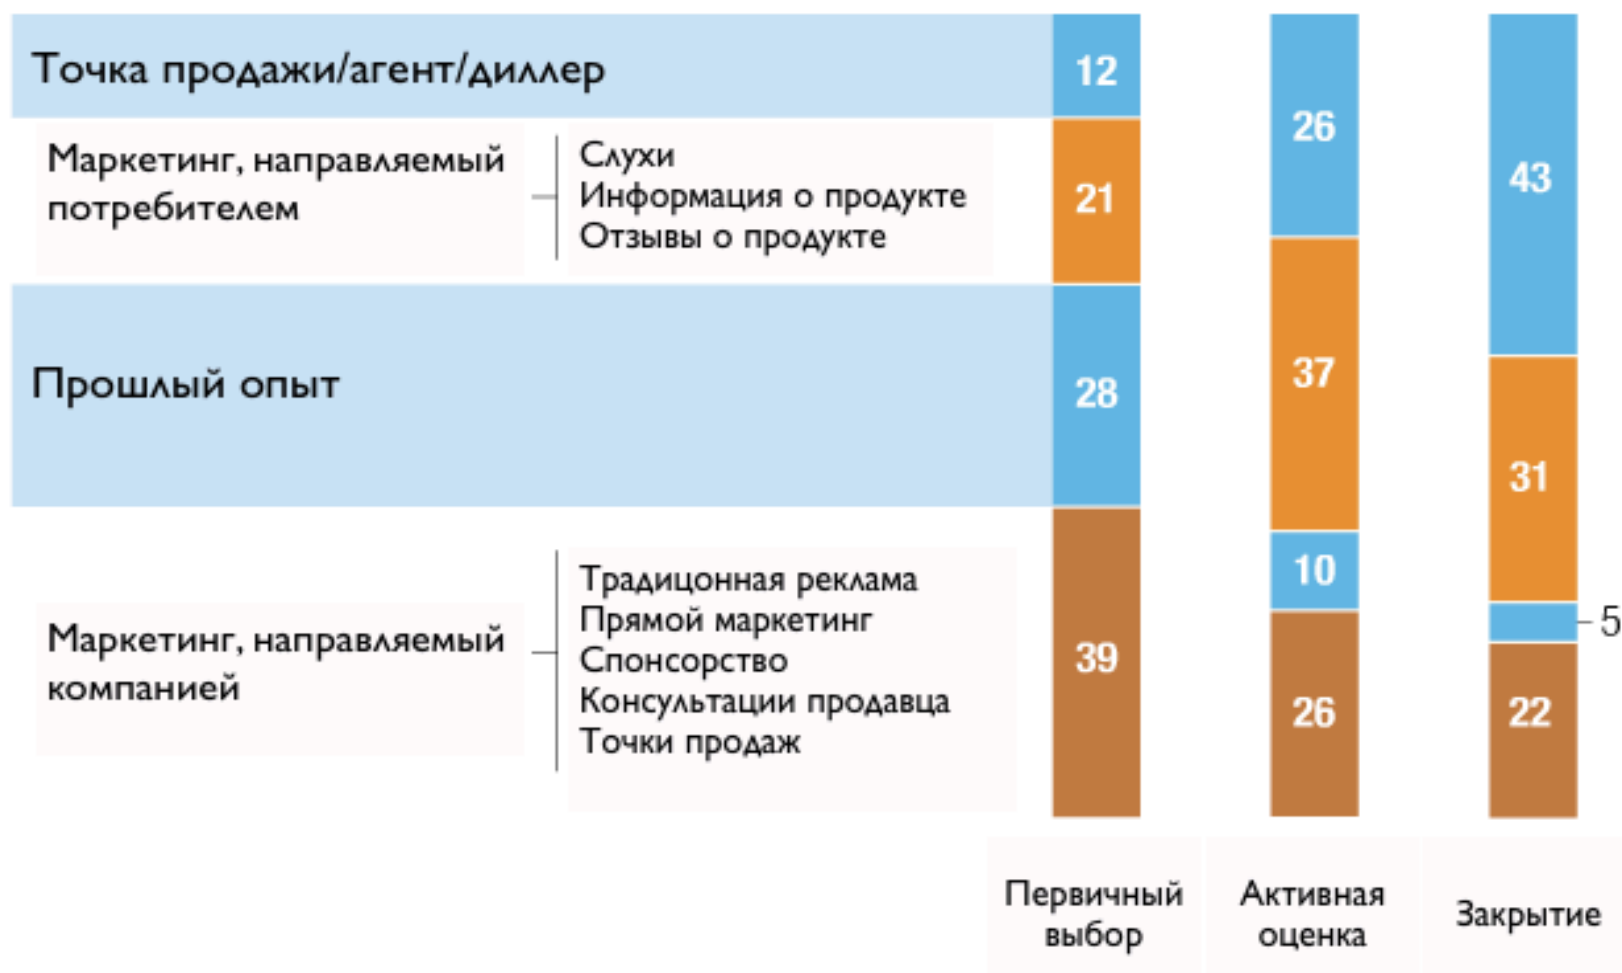 Точка продажи/агент/диллер
12
26
43
Маркетинг, направляемый
потребителем
Слухи
Информация о продукте
Отзывы о продукте
21
37
31
Прошлый опыт
28
10
5
Маркетинг, направляемый
компанией
Традицонная реклама
Прямой маркетинг
Спонсорство
Консультации продавца
Точки продаж
39
26
22
Первичный
выбор
Активная
оценка
Закрытие